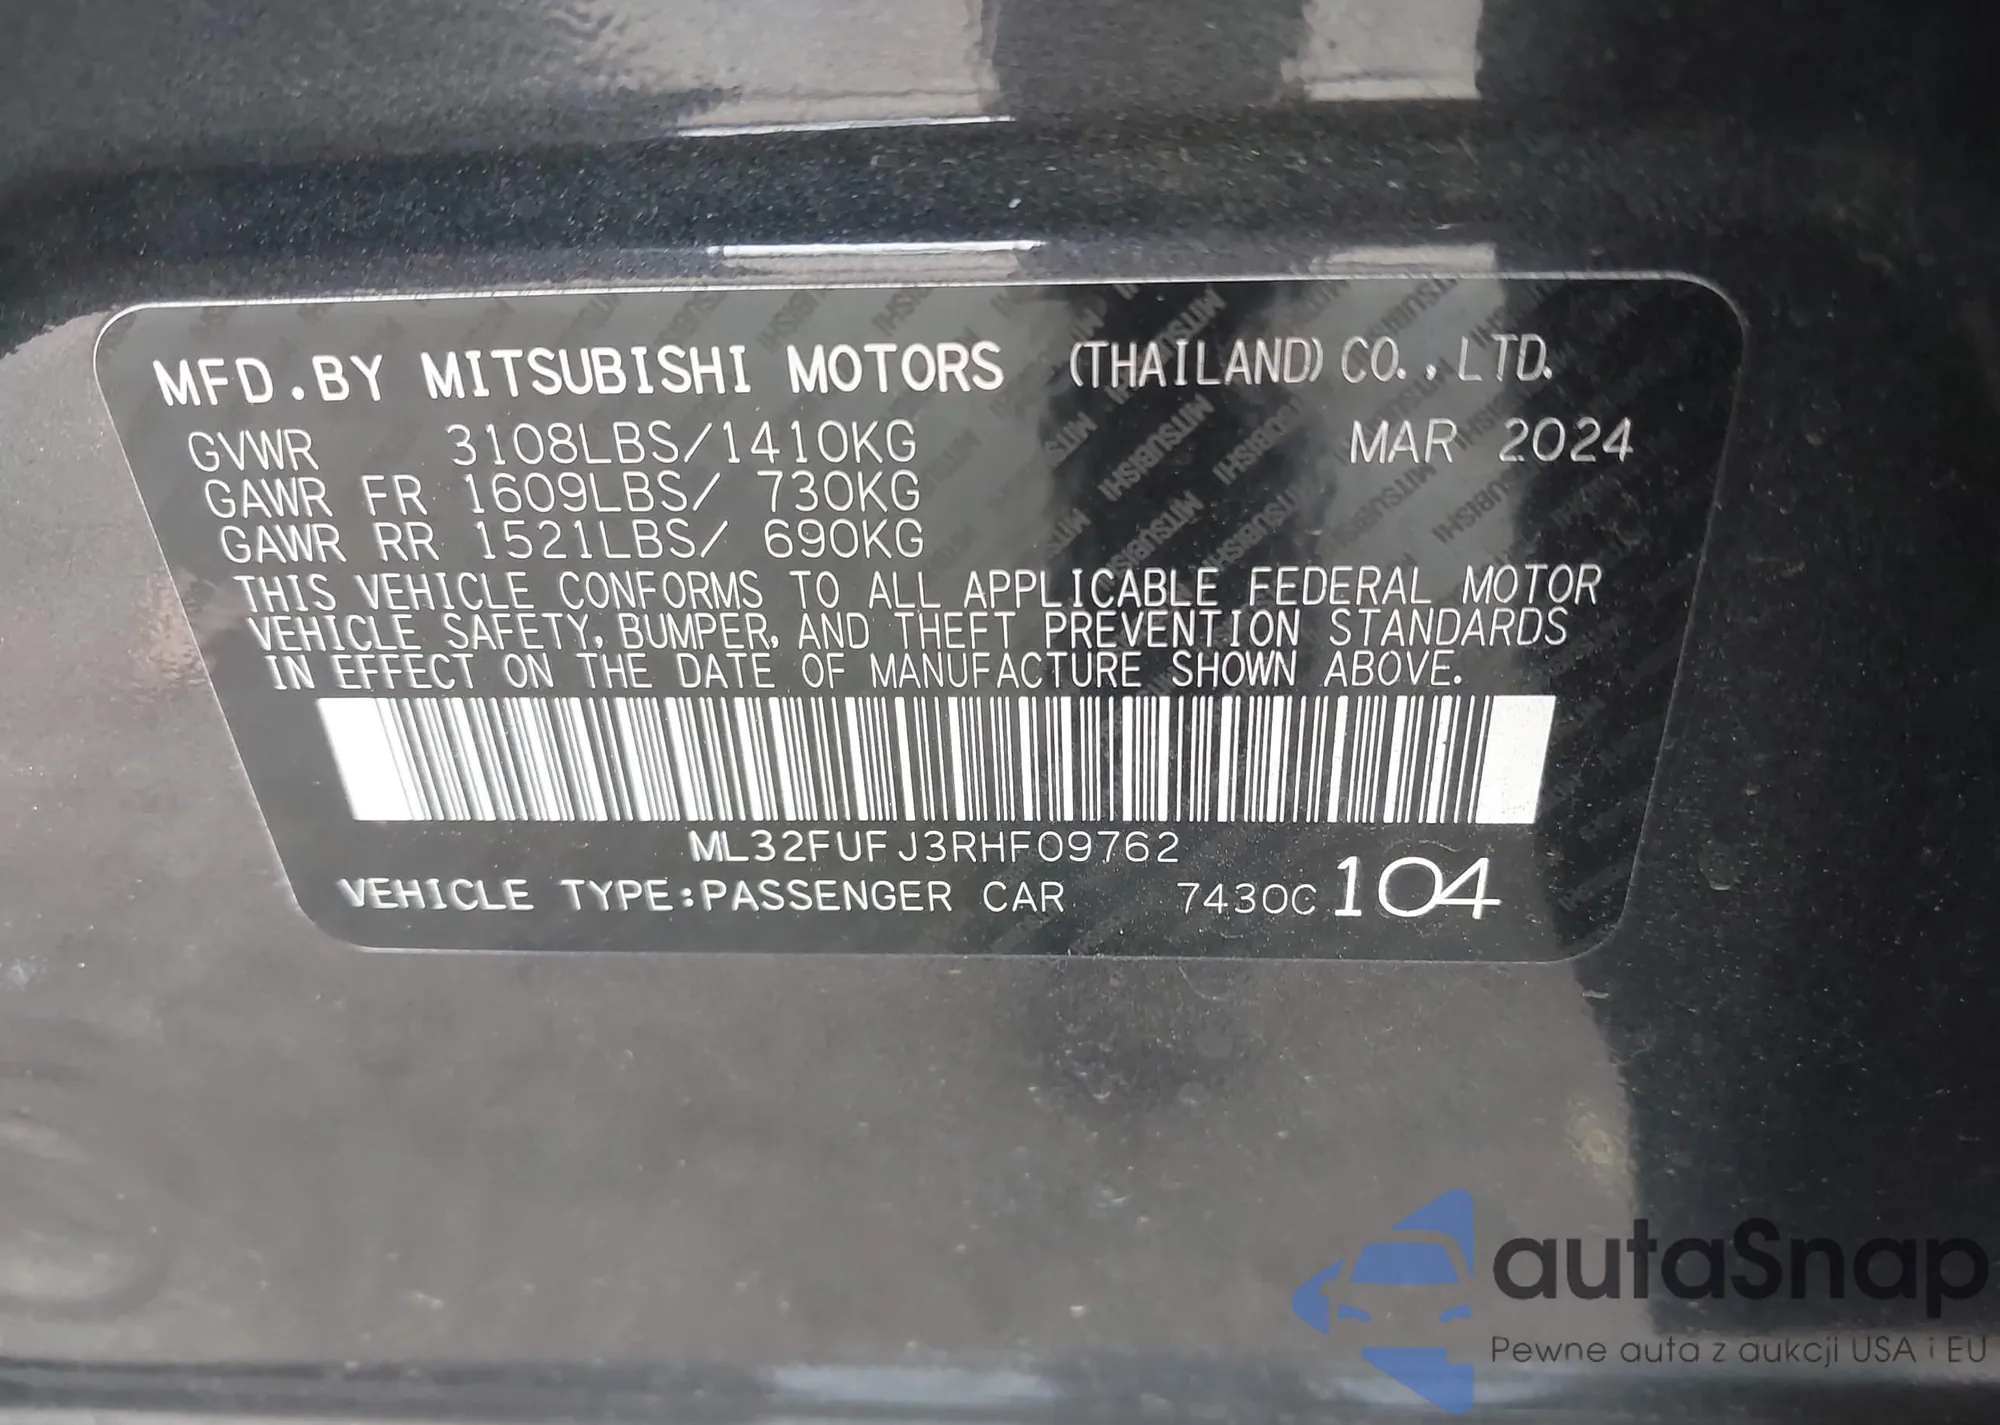 MFD.BY MITSUBISHI MOTORS (THAILAND) CO.,LTD.
GVWR 3108LBS/1410KG MAR 2024
GAWR FR 1609LBS/ 730KG
GAWR RR 1521LBS/ 690KG
THIS VEHICLE CONFORMS TO ALL APPLICABLE FEDERAL MOTOR
VEHICLE SAFETY, BUMPER, AND THEFT PREVENTION STANDARDS
IN EFFECT ON THE DATE OF MANUFACTURE SHOWN ABOVE.
ML32FUFJ3RHF09762
VEHICLE TYPE:PASSENGER CAR 7430C 104
autaSnap
Pewne auta z aukcji USA i EU